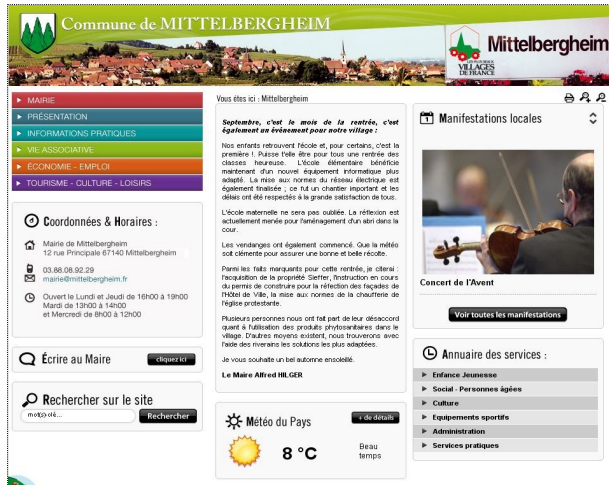 Commune de MITTELBERGHEIM
Mittelbergheim
LES PLUS BEAUX
VILLAGES
DE FRANCE
MAIRIE
PRÉSENTATION
INFORMATIONS PRATIQUES
VIE ASSOCIATIVE
ÉCONOMIE - EMPLOI
TOURISME - CULTURE - LOISIRS
Coordonnées & Horaires :
Mairie de Mittelbergheim
12 rue Principale 67140 Mittelbergheim
03.88.08.92.29
mairie@mittelbergheim.fr
Ouvert le Lundi et Jeudi de 16h00 à 19h00
Mardi de 13h00 à 14h00
et Mercredi de 8h00 à 12h00
Écrire au Maire
cliquez ici
Rechercher sur le site
mot(s) clé...
Rechercher
Vous êtes ici : Mittelbergheim
Septembre, c'est le mois de la rentrée, c'est
également un événement pour notre village :
Nos enfants retrouvent l'école et, pour certains, c'est la
première ! Puisse t'elle être pour tous une rentrée des
classes heureuse. L'école élémentaire bénéficie
maintenant d'un nouvel équipement informatique plus
adapté. La mise aux normes du réseau électrique est
également finalisée ; ce fut un chantier important et les
délais ont été respectés à la grande satisfaction de tous.
L'école maternelle ne sera pas oubliée. La réflexion est
actuellement menée pour l'aménagement d'un abri dans la
cour.
Les vendanges ont également commencé. Que la météo
soit clémente pour assurer une bonne et belle récolte.
Parmi les faits marquants pour cette rentrée, je citerai :
l'acquisition de la propriété Sieffer, l'instruction en cours
du permis de construire pour la réfection des façades de
l'Hôtel de Ville, la mise aux normes de la chaufferie de
l'église protestante.
Plusieurs personnes nous ont fait part de leur désaccord
quant à l'utilisation des produits phytosanitaires dans le
village. D'autres moyens existent, nous trouverons avec
l'aide des riverains les solutions les plus adaptées.
Je vous souhaite un bel automne ensoleillé.
Le Maire Alfred HILGER
Météo du Pays
+ de détails
8 °C
Beau
temps
Manifestations locales
Concert de l'Avent
Voir toutes les manifestations
Annuaire des services :
Enfance Jeunesse
Social - Personnes âgées
Culture
Equipements sportifs
Administration
Services pratiques